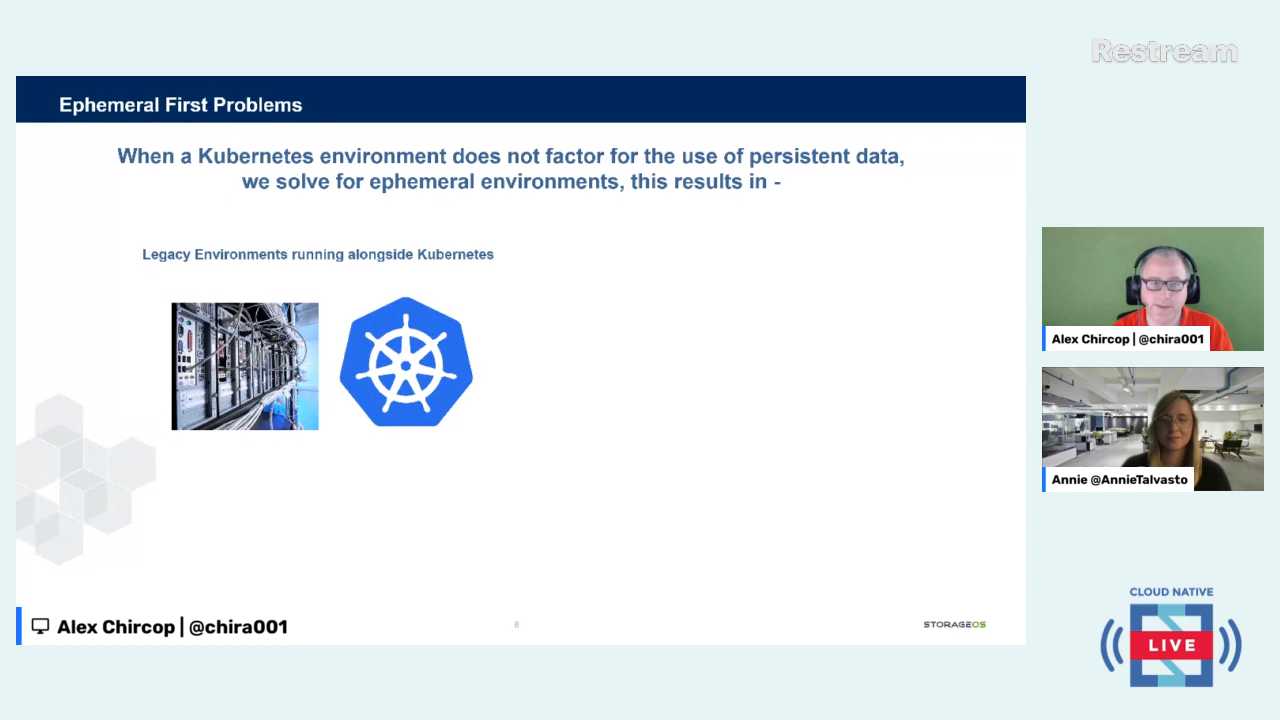 Restream
Ephemeral First Problems
When a Kubernetes environment does not factor for the use of persistent data,
we solve for ephemeral environments, this results in -
Legacy Environments running alongside Kubernetes
Alex Chircop | @chira001
Annie @AnnieTalvasto
Alex Chircop | @chira001
8
STORAGEOS
CLOUD NATIVE
LIVE